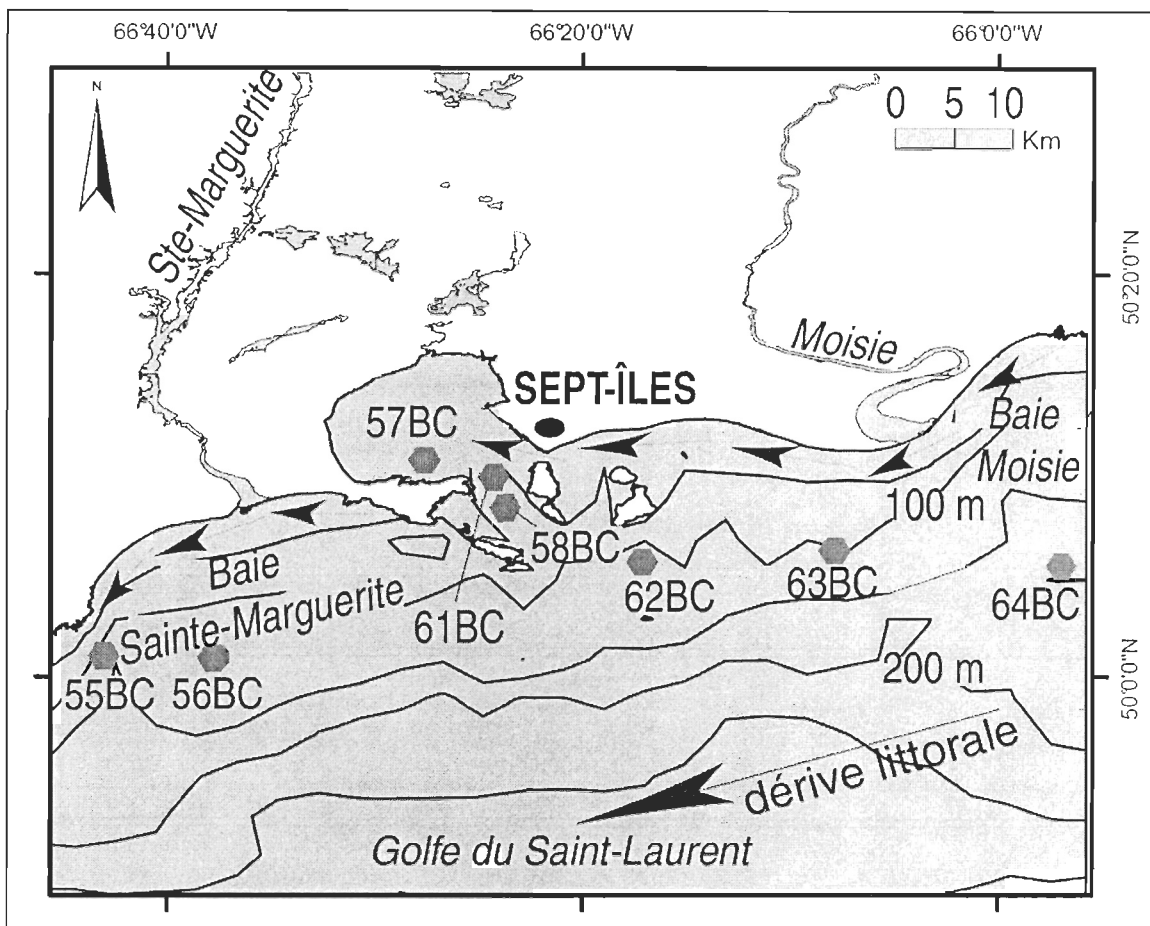 66°40'0"W
66°20'0"W
66°0'0"W
N
Ste-Marguerite
0 5 10
Km
50°20'0"N
Moisie
SEPT-ÎLES
57BC
Baie
Moisie
100 m
58BC
Baie
Sainte-Marguerite
61BC
62BC
63BC
64BC
55BC
56BC
200 m
50°0'0"N
dérive littorale
Golfe du Saint-Laurent